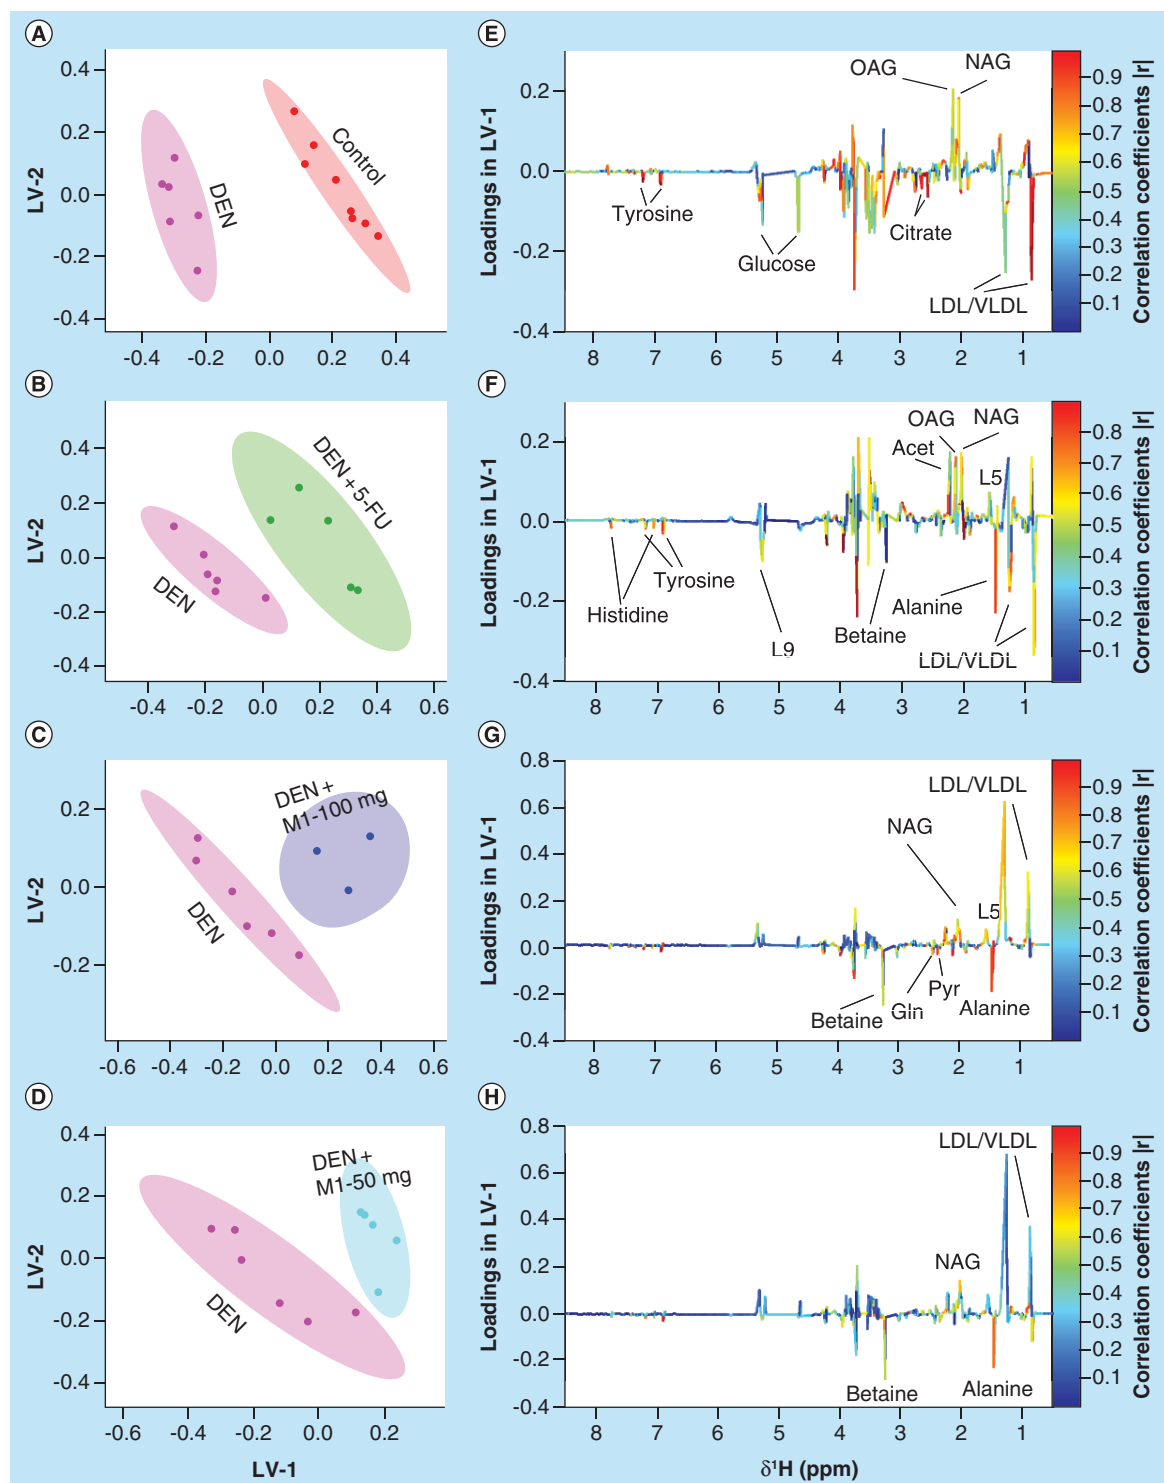 A
LV-2
0.4
0.2
0.0
-0.2
-0.4
DEN
Control
-0.4 -0.2 0.0 0.2 0.4
E
Loadings in LV-1
0.2
0.0
-0.2
-0.4
OAG
NAG
Tyrosine
Glucose
Citrate
LDL/VLDL
8 7 6 5 4 3 2 1
0.9
0.8
0.7
0.6
0.5
0.4
0.3
0.2
0.1
Correlation coefficients |r|
B
LV-2
0.4
0.2
0.0
-0.2
-0.4
DEN
DEN + 5-FU
-0.4 -0.2 0.0 0.2 0.4 0.6
F
Loadings in LV-1
0.2
0.0
-0.2
-0.4
OAG
NAG
Acet
L5
Tyrosine
Histidine
L9
Betaine
Alanine
LDL/VLDL
8 7 6 5 4 3 2 1
0.8
0.7
0.6
0.5
0.4
0.3
0.2
0.1
Correlation coefficients |r|
C
LV-2
0.2
0.0
-0.2
DEN +
M1-100 mg
DEN
-0.6 -0.4 -0.2 0.0 0.2 0.4 0.6
G
Loadings in LV-1
0.8
0.6
0.4
0.2
0.0
-0.2
-0.4
LDL/VLDL
NAG
L5
Betaine
Gln
Pyr
Alanine
8 7 6 5 4 3 2 1
0.9
0.8
0.7
0.6
0.5
0.4
0.3
0.2
0.1
Correlation coefficients |r|
D
LV-2
0.4
0.2
0.0
-0.2
-0.4
DEN +
M1-50 mg
DEN
-0.6 -0.4 -0.2 0.0 0.2
LV-1
H
Loadings in LV-1
0.8
0.6
0.4
0.2
0.0
-0.2
-0.4
LDL/VLDL
NAG
Betaine
Alanine
8 7 6 5 4 3 2 1
δ¹H (ppm)
0.9
0.8
0.7
0.6
0.5
0.4
0.3
0.2
0.1
Correlation coefficients |r|